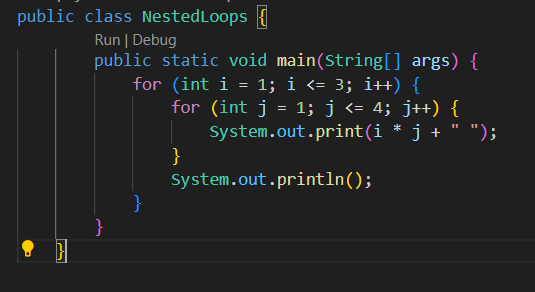 public class NestedLoops {
Run | Debug
public static void main(String[] args) {
for (int i = 1; i <= 3; i++) {
for (int j = 1; j <= 4; j++) {
System.out.print(i * j + " ");
}
System.out.println();
}
}
}